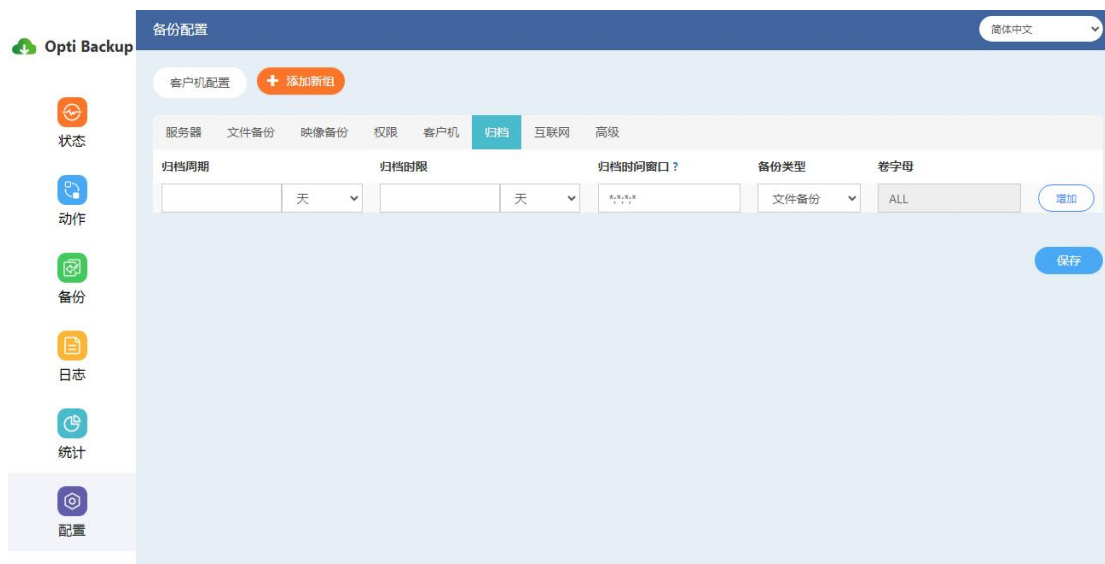 Opti Backup
备份配置
简体中文
客户机配置
+ 添加新组
状态
服务器 文件备份 映像备份 权限 客户机 归档 互联网 高级
归档周期 归档时限 归档时间窗口 ? 备份类型 卷字母
天 天 *;*;*;* 文件备份 ALL 增加
动作
保存
备份
日志
统计
配置